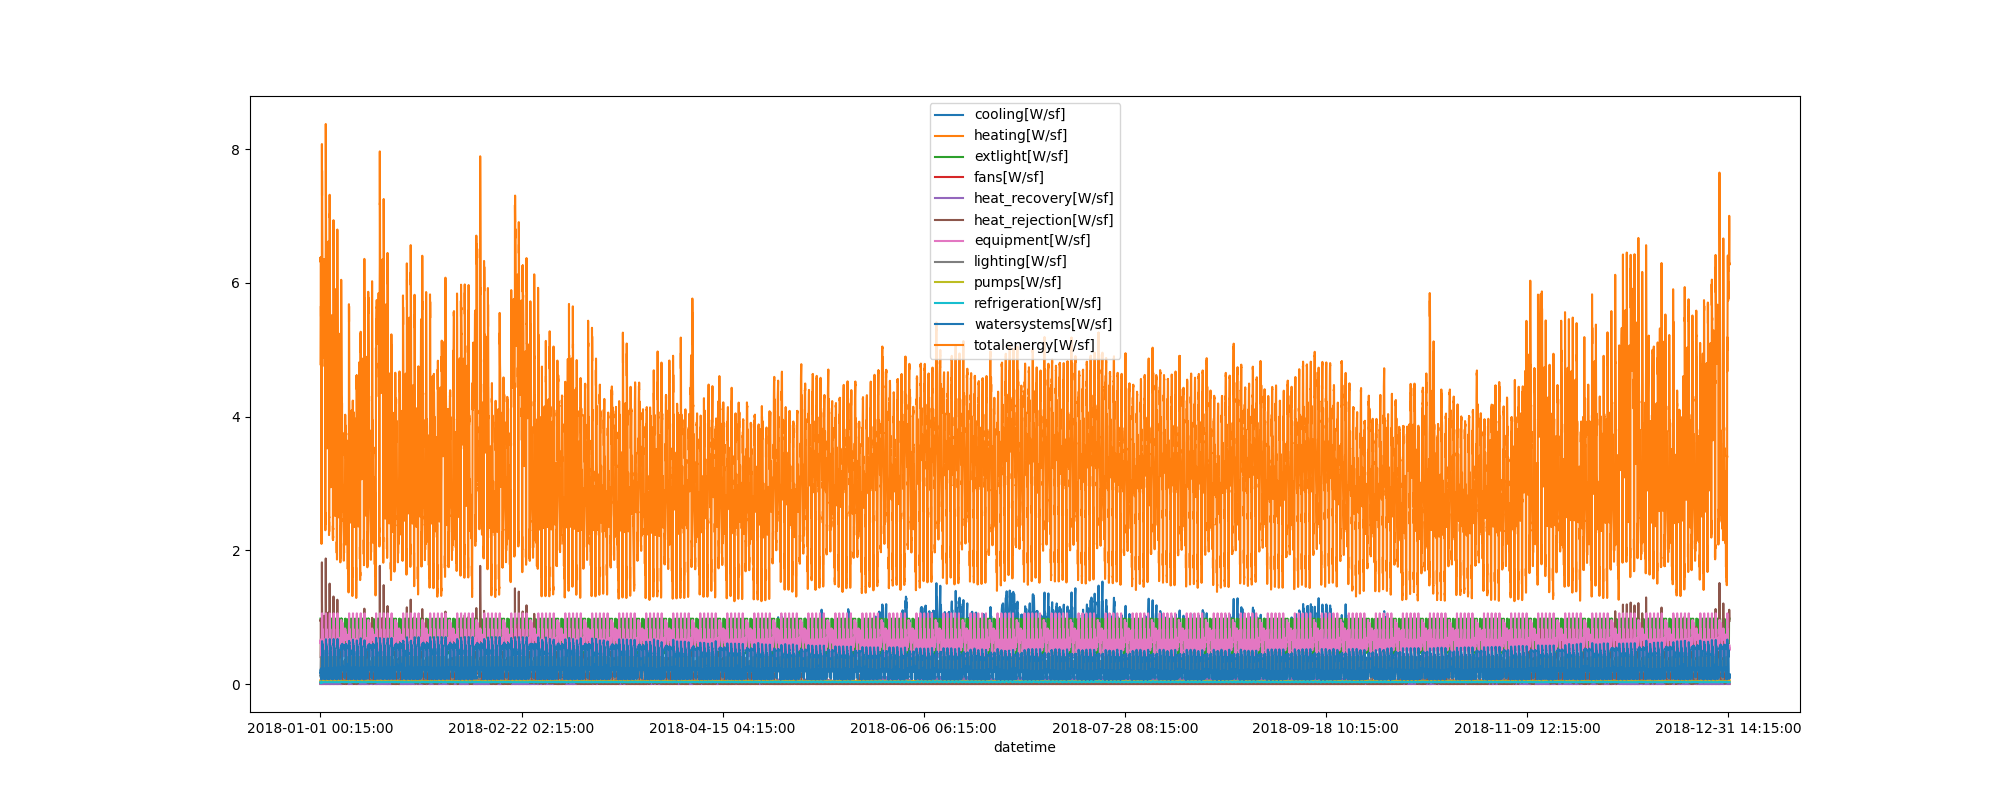 cooling[W/sf]
heating[W/sf]
extlight[W/sf]
fans[W/sf]
heat_recovery[W/sf]
heat_rejection[W/sf]
equipment[W/sf]
lighting[W/sf]
pumps[W/sf]
refrigeration[W/sf]
watersystems[W/sf]
totalenergy[W/sf]
8
6
4
2
0
2018-01-01 00:15:00 2018-02-22 02:15:00 2018-04-15 04:15:00 2018-06-06 06:15:00 2018-07-28 08:15:00 2018-09-18 10:15:00 2018-11-09 12:15:00 2018-12-31 14:15:00
datetime